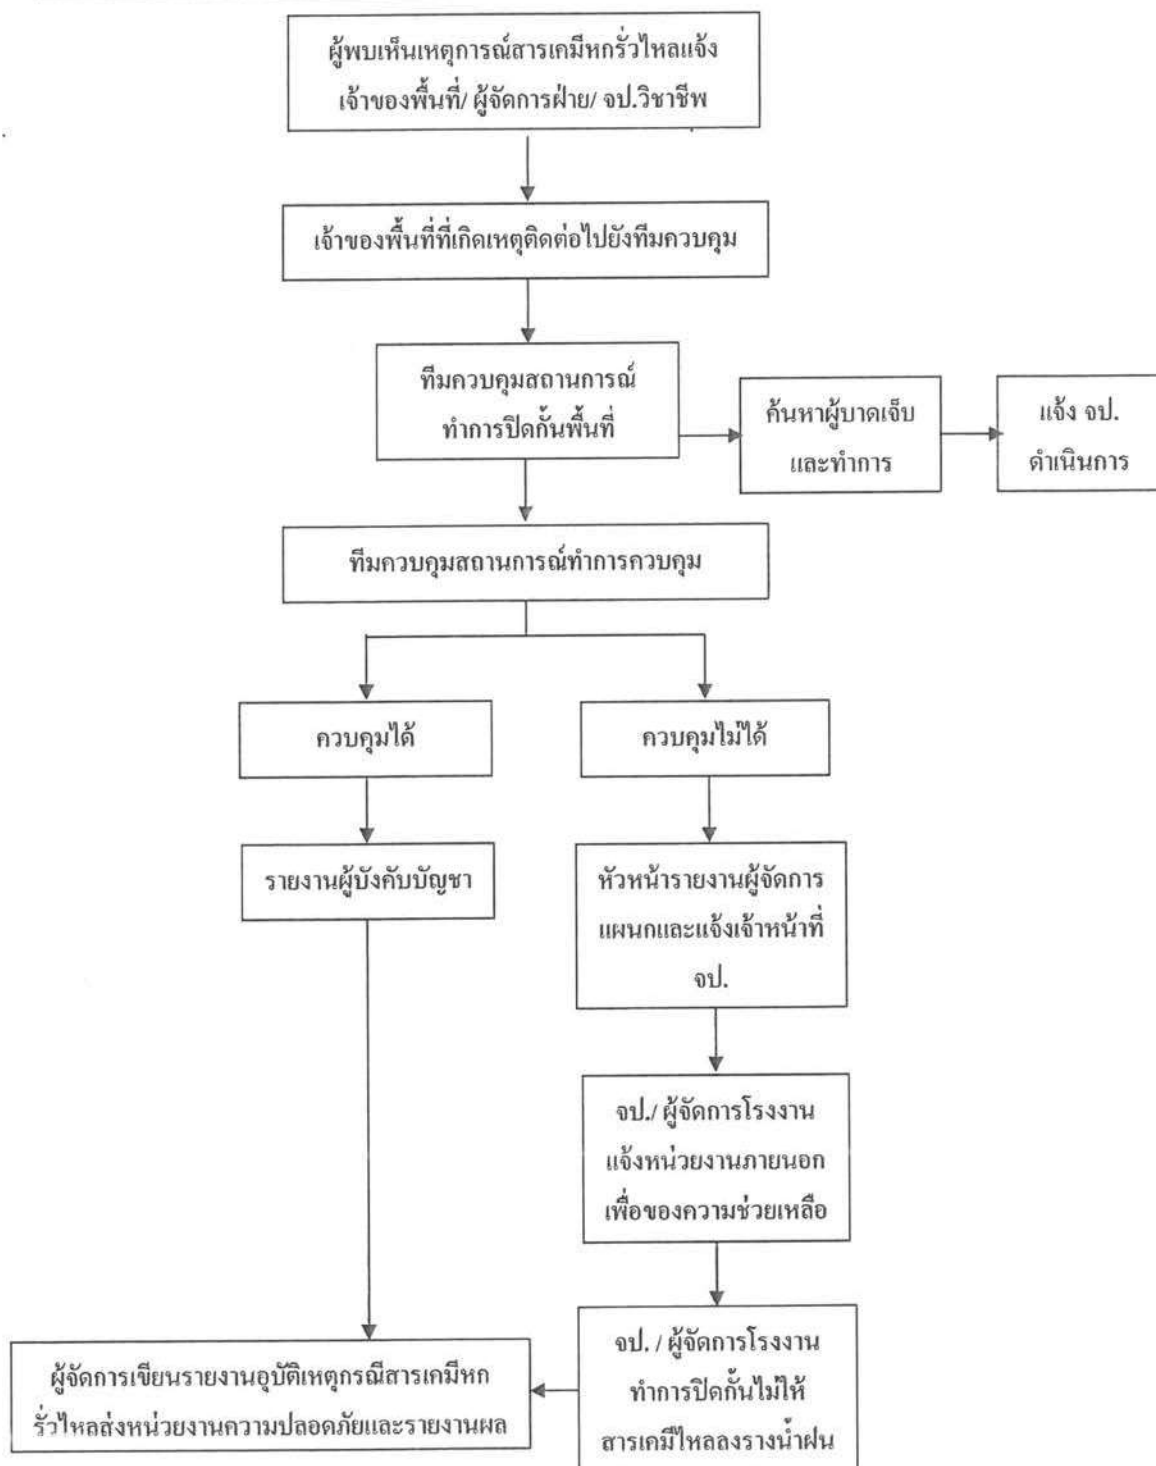 ผู้พบเห็นเหตุการณ์สารเคมีหกรั่วไหลแจ้ง
เจ้าของพื้นที่/ ผู้จัดการฝ่าย/ จป.วิชาชีพ
เจ้าของพื้นที่ที่เกิดเหตุติดต่อไปยังทีมควบคุม
ทีมควบคุมสถานการณ์
ทำการปิดกั้นพื้นที่
ค้นหาผู้บาดเจ็บ
และทำการ
แจ้ง จป.
ดำเนินการ
ทีมควบคุมสถานการณ์ทำการควบคุม
ควบคุมได้
ควบคุมไม่ได้
รายงานผู้บังคับบัญชา
หัวหน้ารายงานผู้จัดการ
แผนกและแจ้งเจ้าหน้าที่
จป.
จป./ ผู้จัดการโรงงาน
แจ้งหน่วยงานภายนอก
เพื่อของความช่วยเหลือ
จป. / ผู้จัดการโรงงาน
ทำการปิดกั้นไม่ให้
สารเคมีไหลลงรางน้ำฝน
ผู้จัดการเขียนรายงานอุบัติเหตุกรณีสารเคมีหก
รั่วไหลส่งหน่วยงานความปลอดภัยและรายงานผล